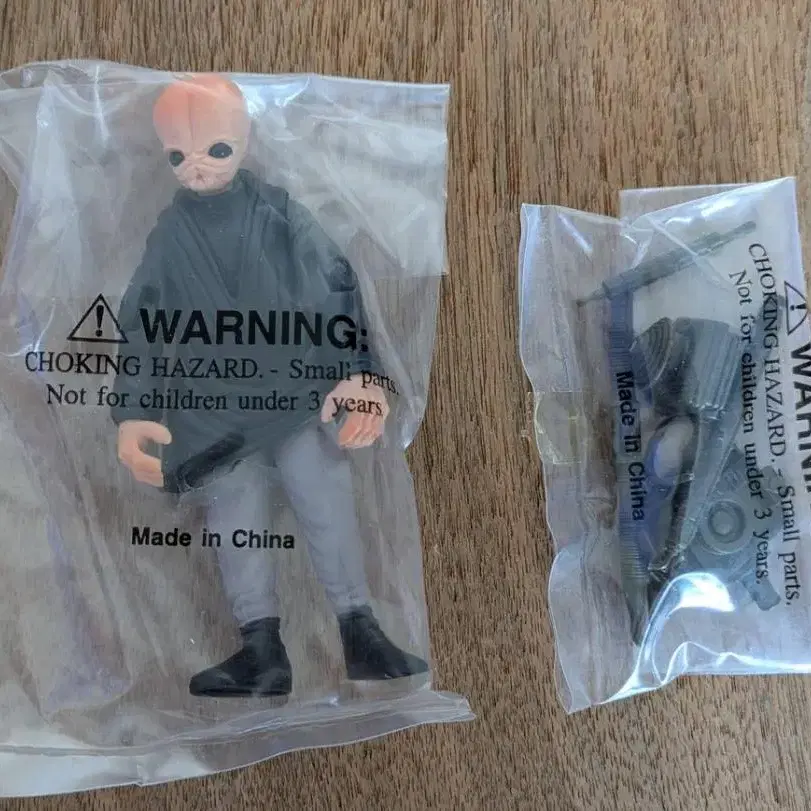 WARNING:
CHOKING HAZARD. - Small parts.
Not for children under 3 years
Made in China
WARNI
CHOKING HAZARD. - Small parts.
Not for children under 3 years.
Made in China